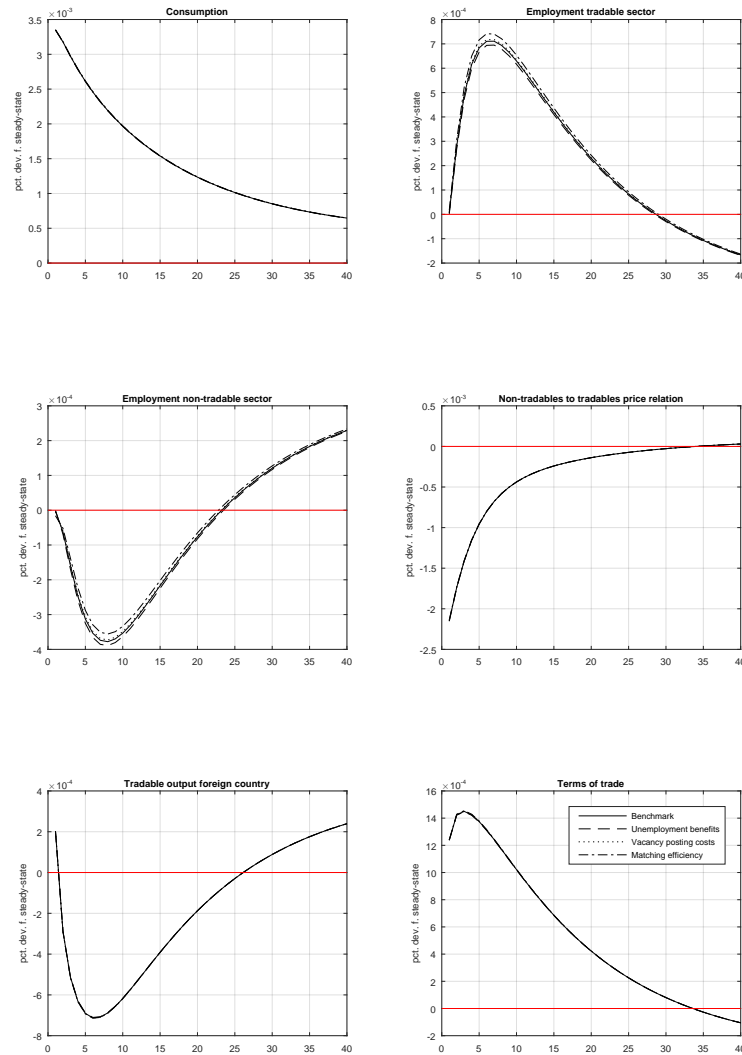 Consumption
× 10⁻³
3.5
3
2.5
2
1.5
1
0.5
0
pct. dev. f. steady-state
0 5 10 15 20 25 30 35 40
Employment tradable sector
× 10⁻⁴
8
7
6
5
4
3
2
1
0
-1
-2
pct. dev. f. steady-state
0 5 10 15 20 25 30 35 40
Employment non-tradable sector
× 10⁻⁴
3
2
1
0
-1
-2
-3
-4
pct. dev. f. steady-state
0 5 10 15 20 25 30 35 40
Non-tradables to tradables price relation
× 10⁻³
0.5
0
-0.5
-1
-1.5
-2
-2.5
pct. dev. f. steady-state
0 5 10 15 20 25 30 35 40
Tradable output foreign country
× 10⁻⁴
4
2
0
-2
-4
-6
-8
pct. dev. f. steady-state
0 5 10 15 20 25 30 35 40
Terms of trade
× 10⁻⁴
16
14
12
10
8
6
4
2
0
-2
pct. dev. f. steady-state
Benchmark
Unemployment benefits
Vacancy posting costs
Matching efficiency
0 5 10 15 20 25 30 35 40